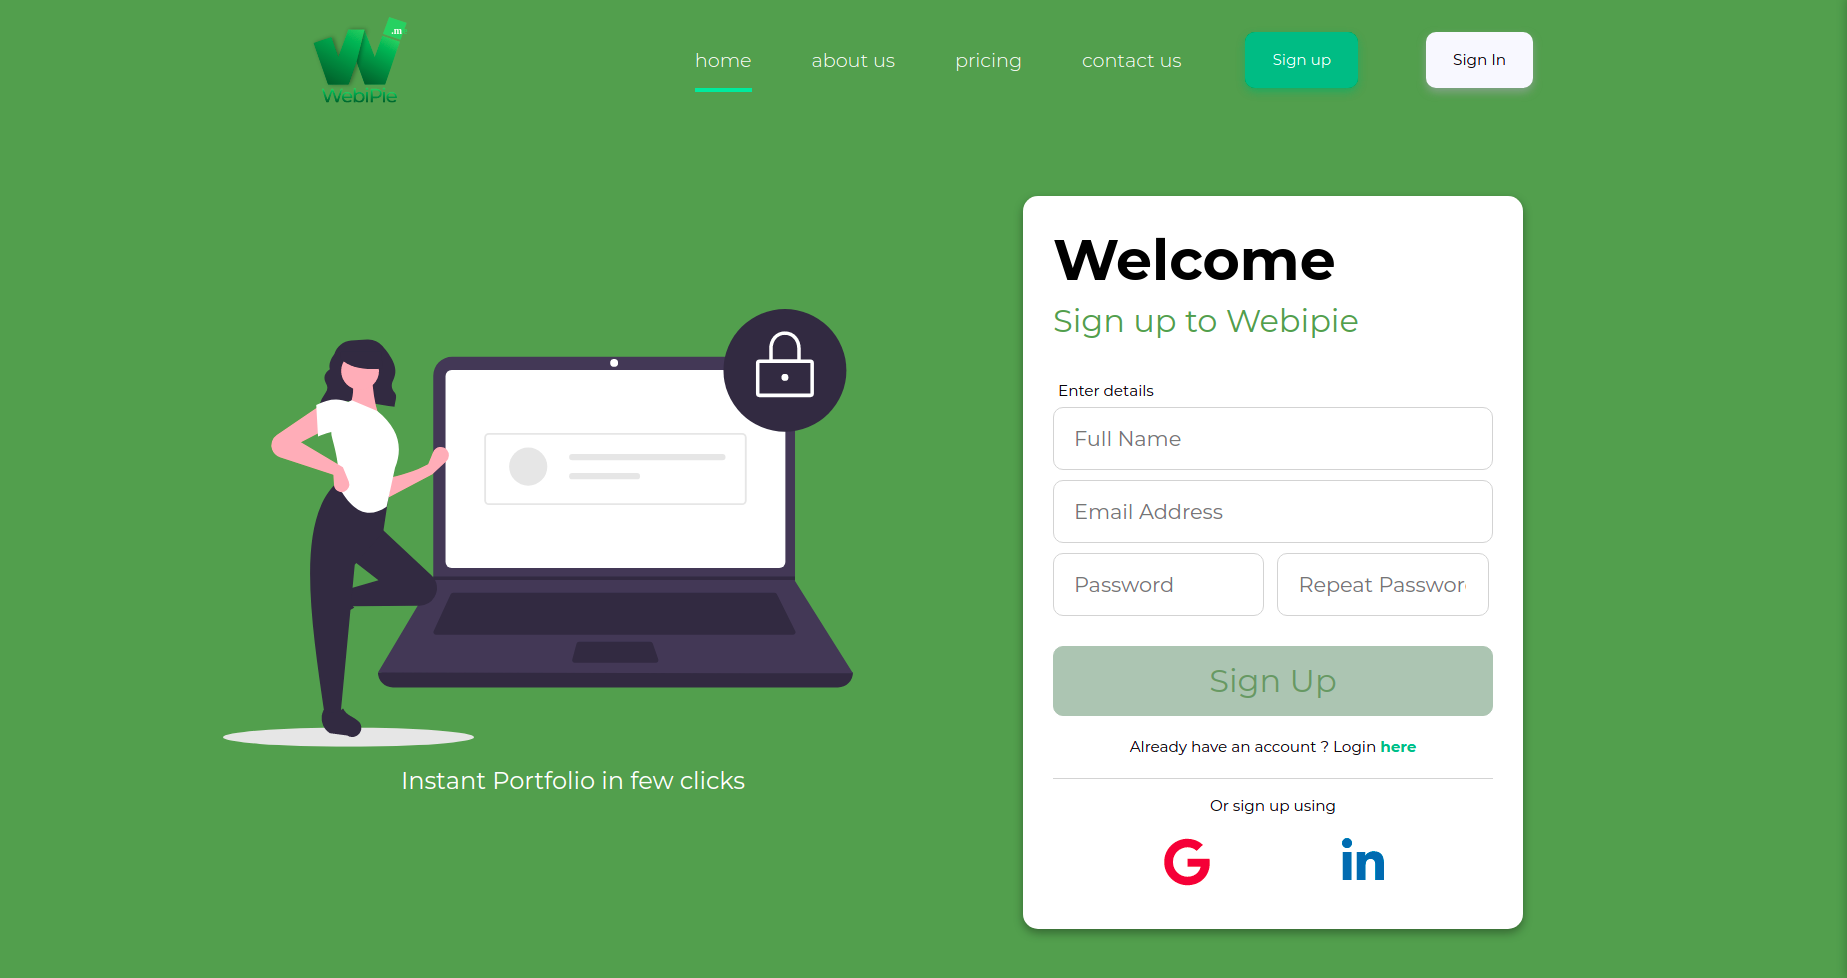 .m
WebiPie
home about us pricing contact us Sign up Sign In
Welcome
Sign up to Webipie
Enter details
Full Name
Email Address
Password Repeat Passwor
Sign Up
Already have an account ? Login here
Or sign up using
G in
Instant Portfolio in few clicks